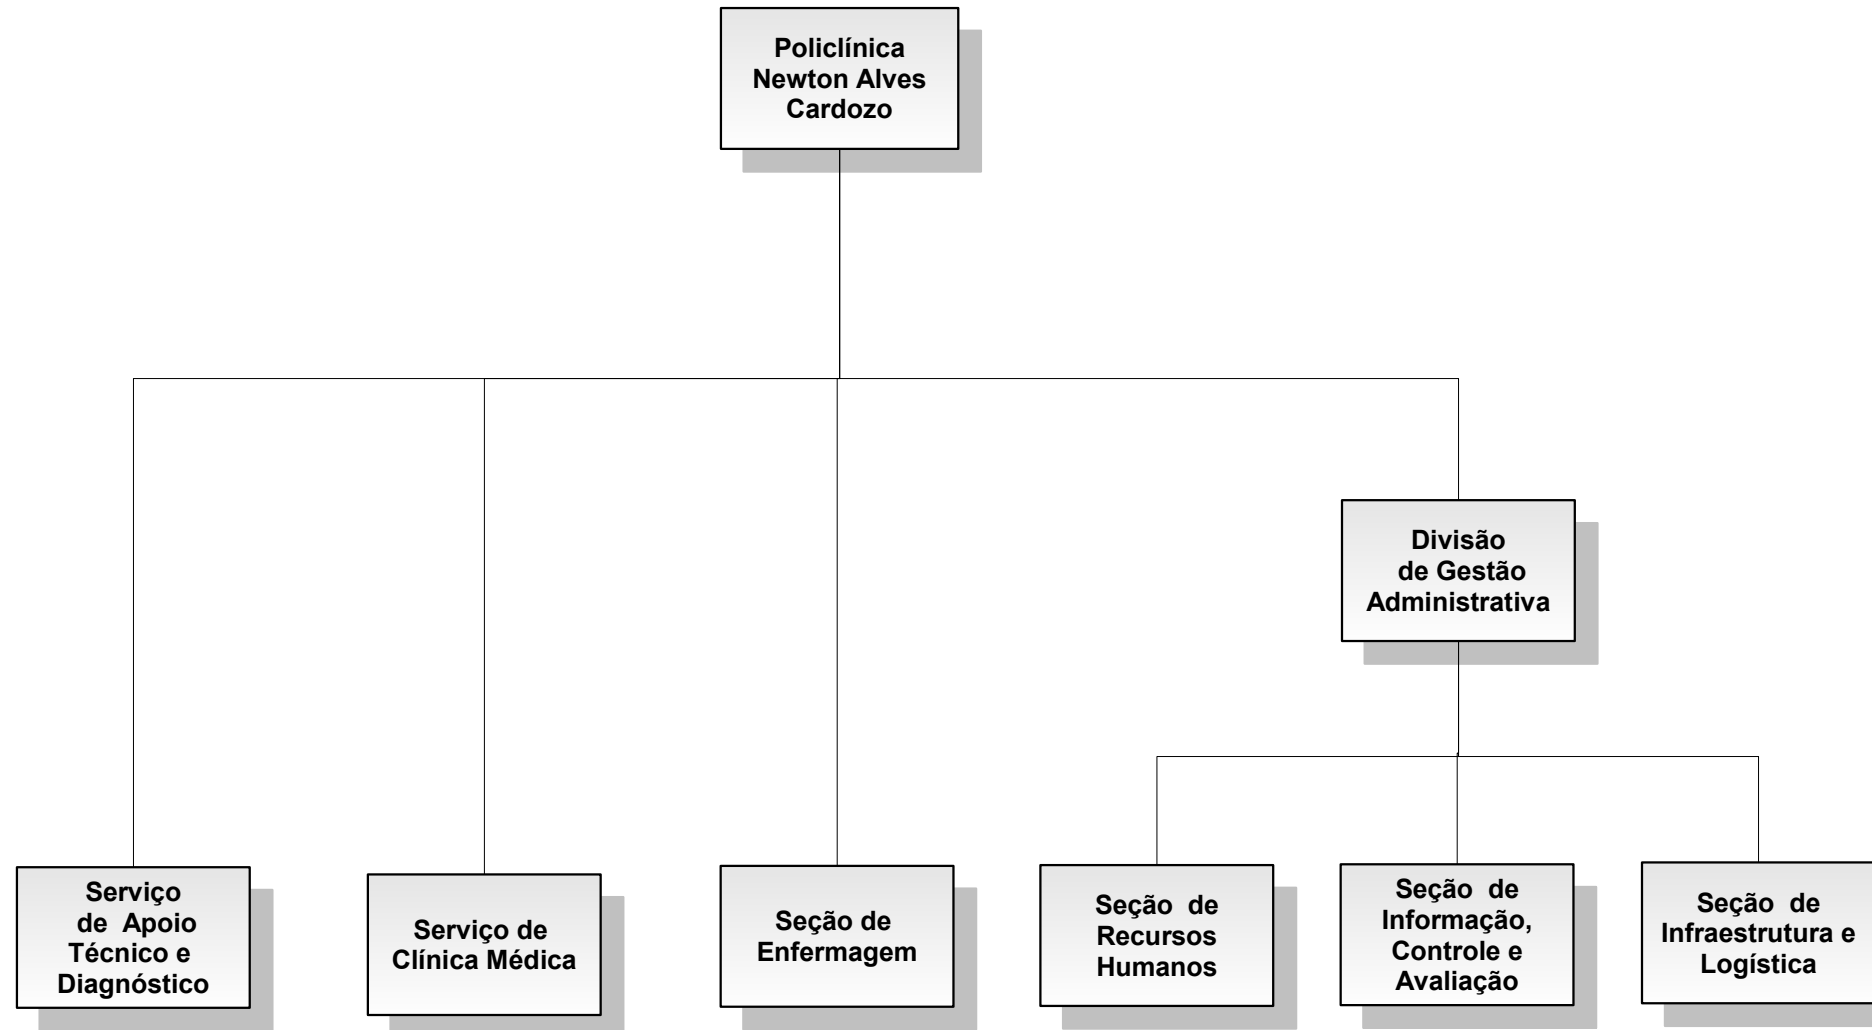 Policlínica
Newton Alves
Cardozo
Divisão
de Gestão
Administrativa
Serviço
de  Apoio
Técnico e
Diagnóstico
Serviço de
Clínica Médica
Seção de
Enfermagem
Seção  de
Recursos
Humanos
Seção  de
Informação,
Controle e
Avaliação
Seção  de
Infraestrutura e
Logística